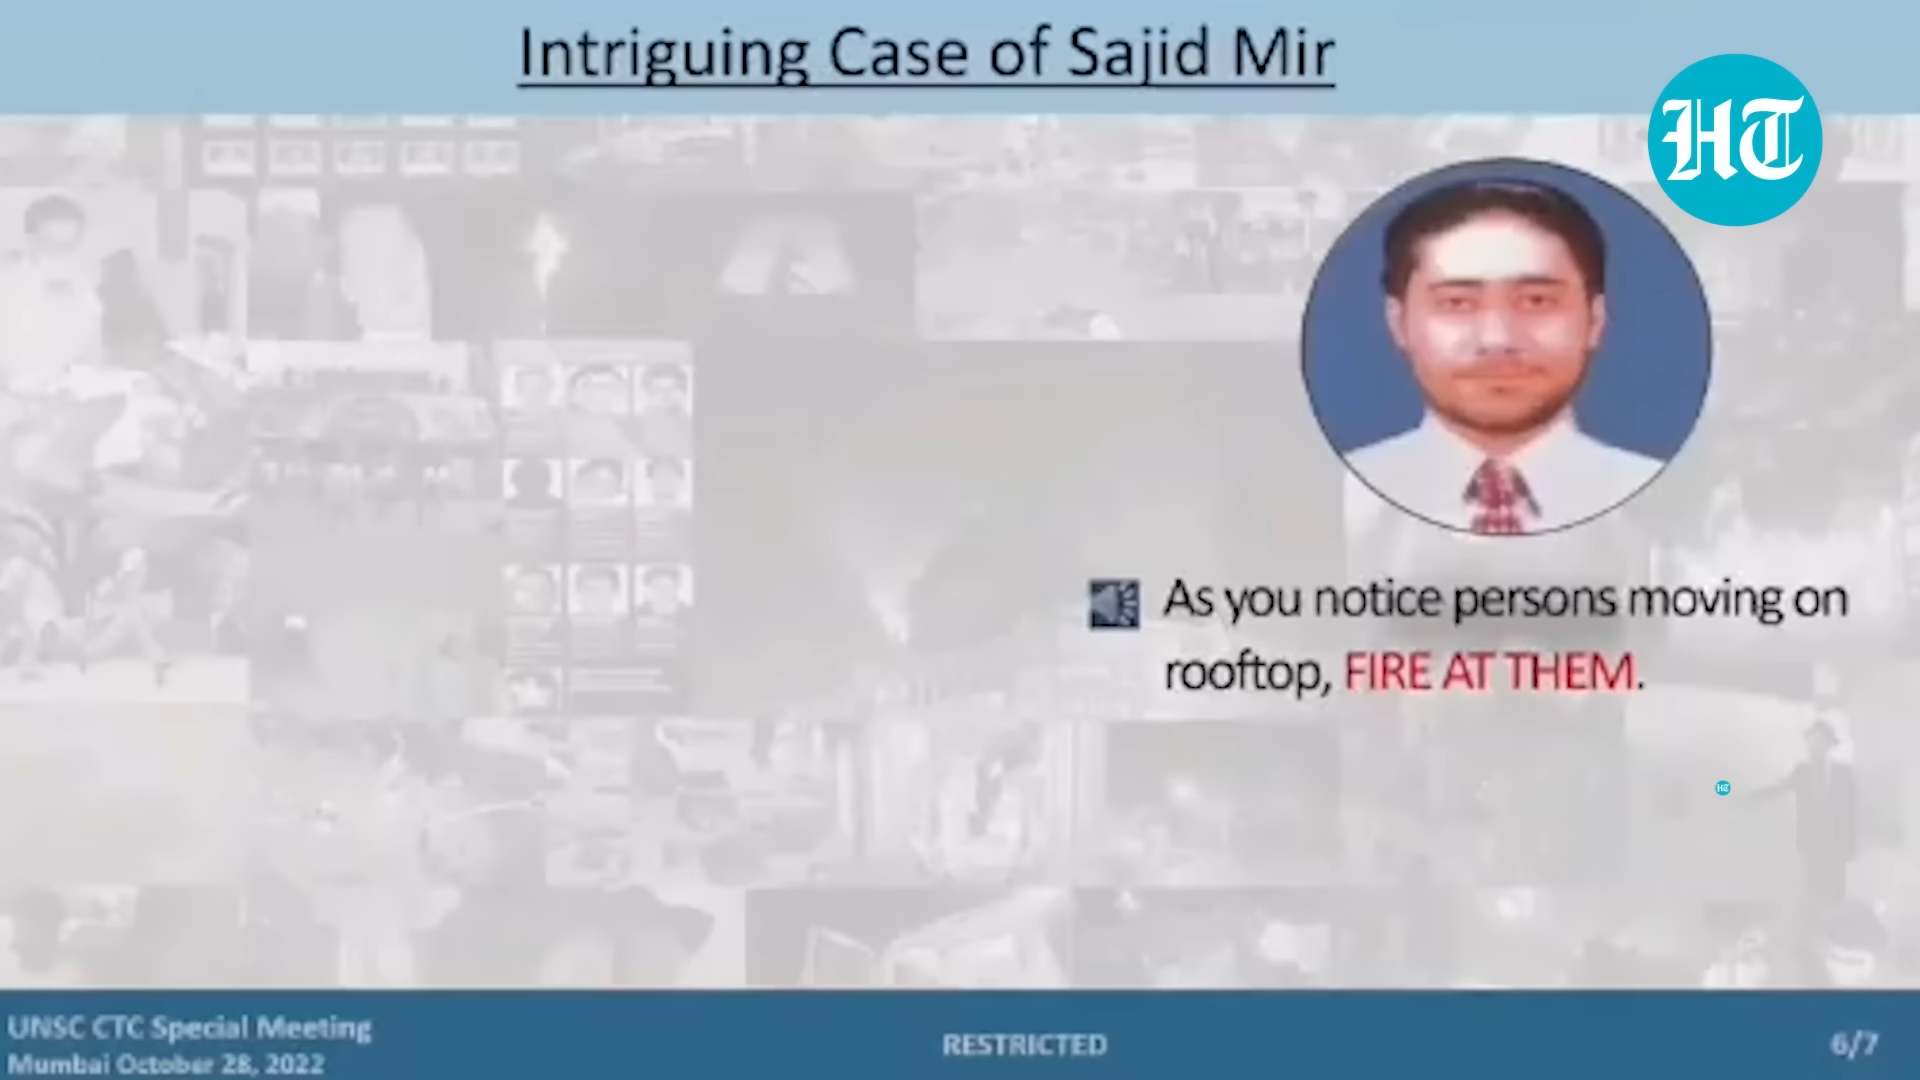 Intriguing Case of Sajid Mir
HT
As you notice persons moving on
rooftop, FIRE AT THEM.
HT
UNSC CTC Special Meeting
Mumbai October 28, 2022
RESTRICTED
6/7